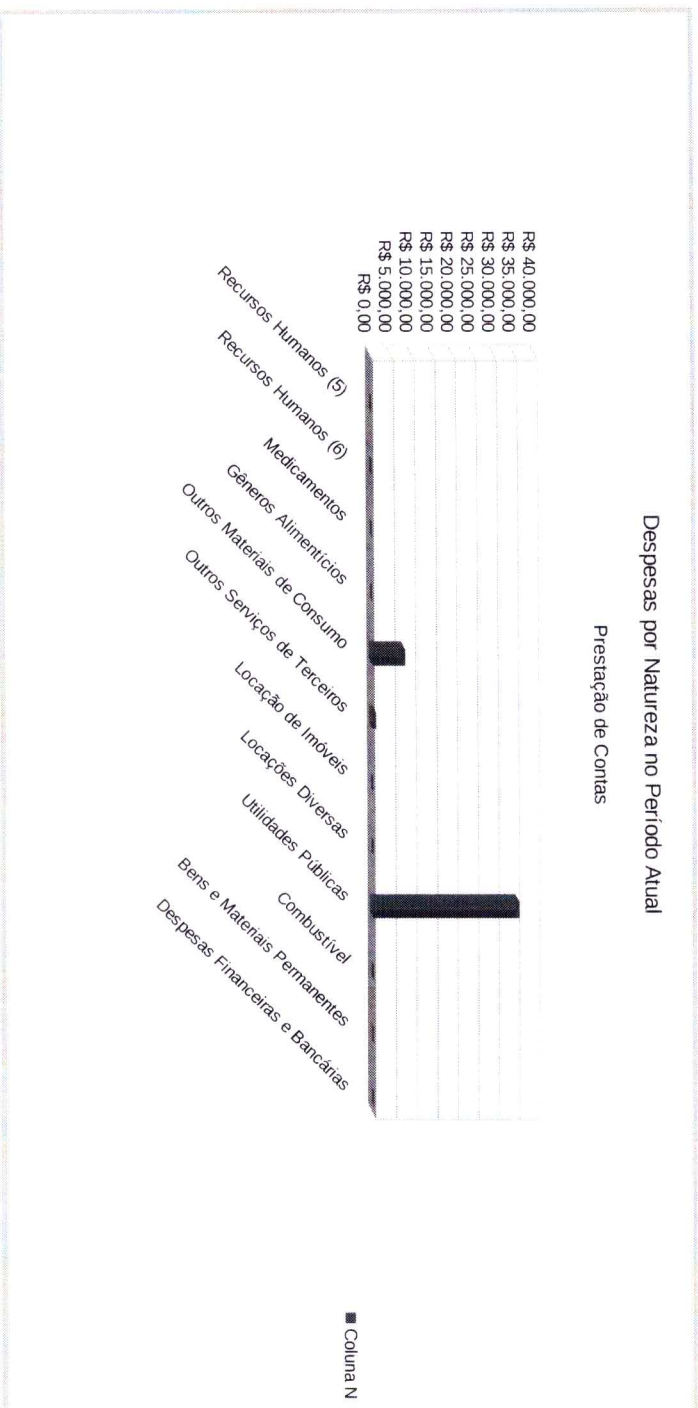 Despesas por Natureza no Período Atual
Prestação de Contas
R$ 40.000,00
R$ 35.000,00
R$ 30.000,00
R$ 25.000,00
R$ 20.000,00
R$ 15.000,00
R$ 10.000,00
R$ 5.000,00
R$ 0,00
Recursos Humanos (5)
Recursos Humanos (6)
Medicamentos
Gêneros Alimentícios
Outros Materiais de Consumo
Outros Serviços de Terceiros
Locação de Imóveis
Locações Diversas
Utilidades Públicas
Combustível
Bens e Materiais Permanentes
Despesas Financeiras e Bancárias
Coluna N